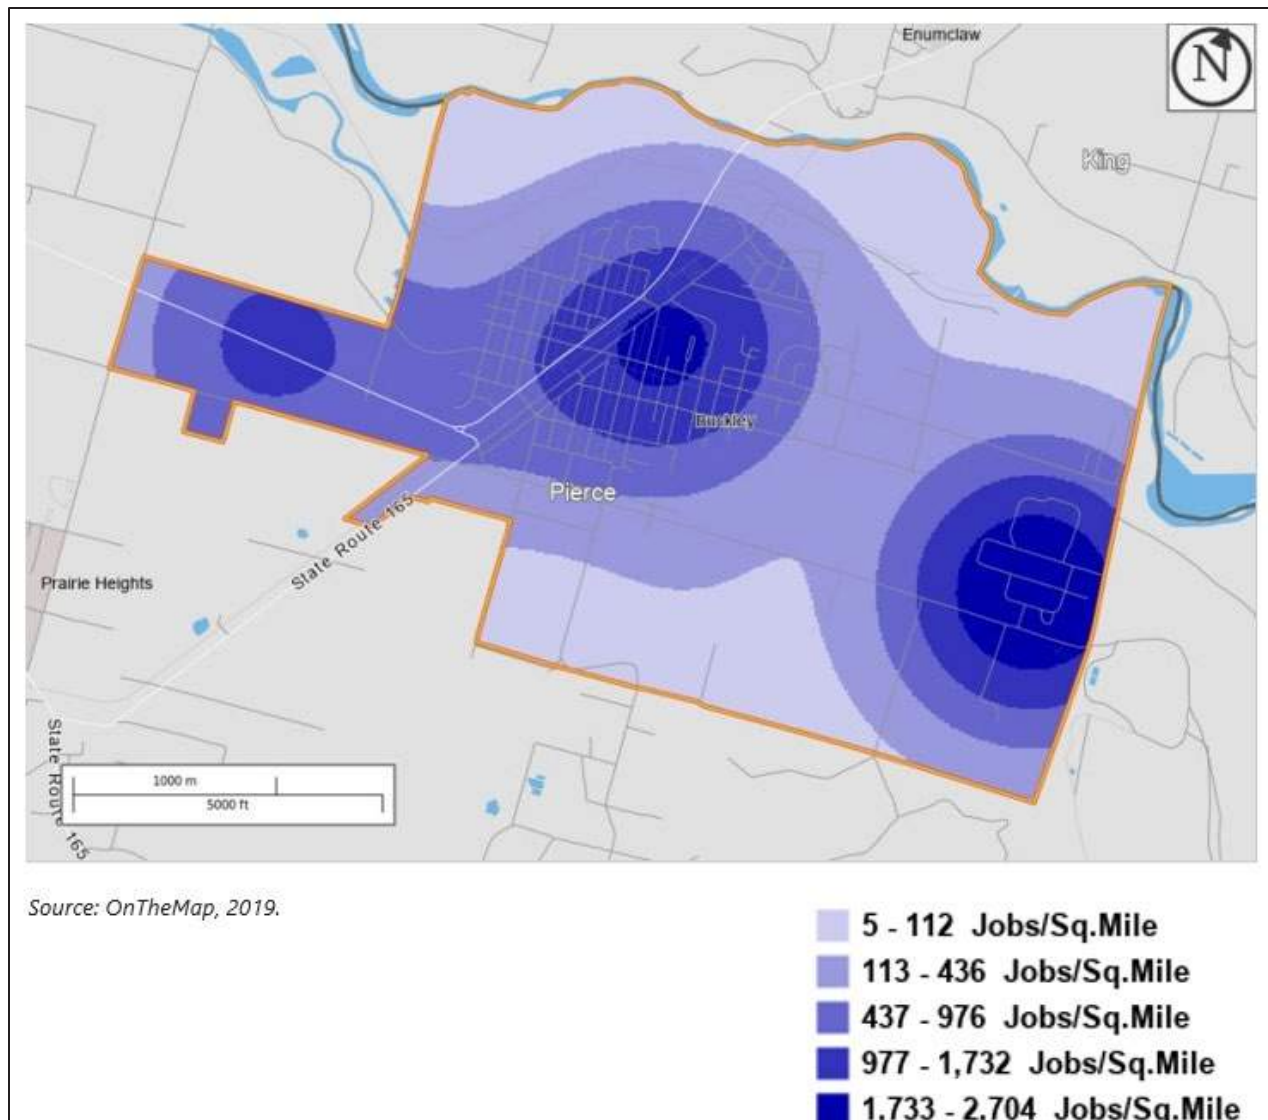 Enumclaw
N
King
Buckley
Pierce
State Route 165
Prairie Heights
State Route 165
1000 m
5000 ft
Source: OnTheMap, 2019.
5 - 112 Jobs/Sq.Mile
113 - 436 Jobs/Sq.Mile
437 - 976 Jobs/Sq.Mile
977 - 1,732 Jobs/Sq.Mile
1,733 - 2,704 Jobs/Sq.Mile